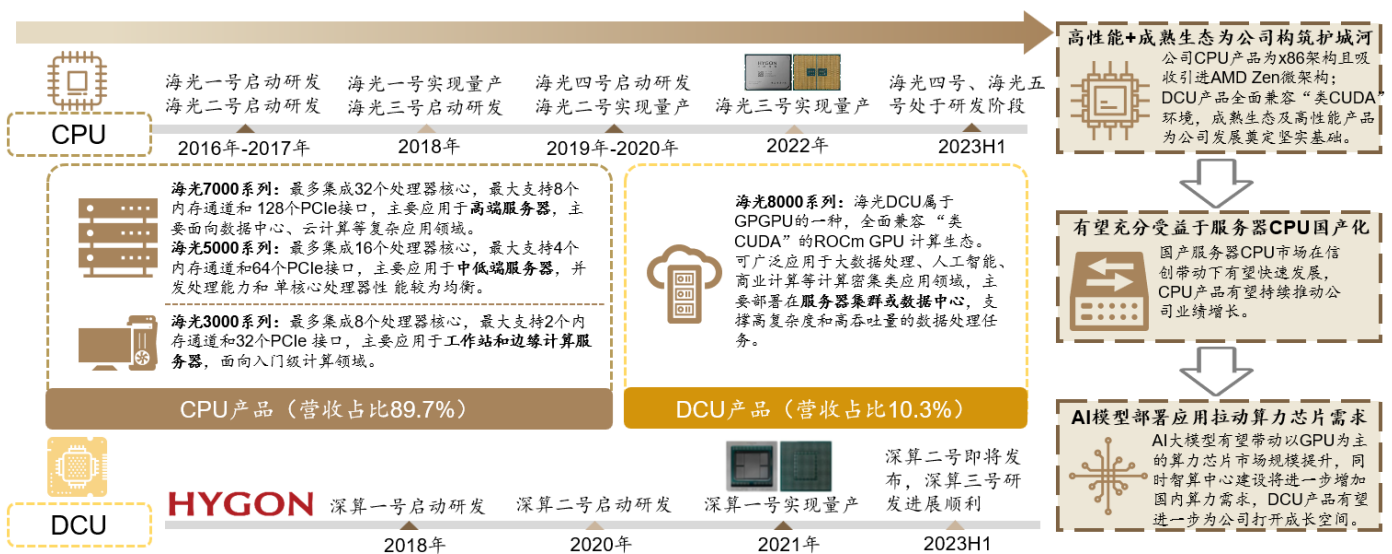 海光一号启动研发
海光二号启动研发
海光一号实现量产
海光三号启动研发
海光四号启动研发
海光二号实现量产
HYGON
海光三号实现量产
海光四号、海光五
号处于研发阶段
CPU
2016年-2017年
2018年
2019年-2020年
2022年
2023H1
海光7000系列：最多集成32个处理器核心，最大支持8个
内存通道和 128个PCIe接口，主要应用于高端服务器，主
要面向数据中心、云计算等复杂应用领域。
海光5000系列：最多集成16个处理器核心，最大支持4个
内存通道和64个PCIe接口，主要应用于中低端服务器，并
发处理能力和 单核心处理器性 能较为均衡。
海光3000系列：最多集成8个处理器核心，最大支持2个内
存通道和32个PCIe 接口，主要应用于工作站和边缘计算服
务器，面向入门级计算领域。
CPU产品（营收占比89.7%）
海光8000系列：海光DCU属于
GPGPU的一种，全面兼容 “类
CUDA”的ROCm GPU 计算生态。
可广泛应用于大数据处理、人工智能、
商业计算等计算密集类应用领域，主
要部署在服务器集群或数据中心，支
撑高复杂度和高吞吐量的数据处理任
务。
DCU产品（营收占比10.3%）
DCU
HYGON
深算一号启动研发
深算二号启动研发
深算一号实现量产
深算二号即将发
布，深算三号研
发进展顺利
2018年
2020年
2021年
2023H1
高性能+成熟生态为公司构筑护城河
公司CPU产品为x86架构且吸
收引进AMD Zen微架构；
DCU产品全面兼容“类CUDA”
环境，成熟生态及高性能产品
为公司发展奠定坚实基础。
有望充分受益于服务器CPU国产化
国产服务器CPU市场在信
创带动下有望快速发展，
CPU产品有望持续推动公
司业绩增长。
AI模型部署应用拉动算力芯片需求
AI大模型有望带动以GPU为主
的算力芯片市场规模提升，同
时智算中心建设将进一步增加
国内算力需求，DCU产品有望
进一步为公司打开成长空间。